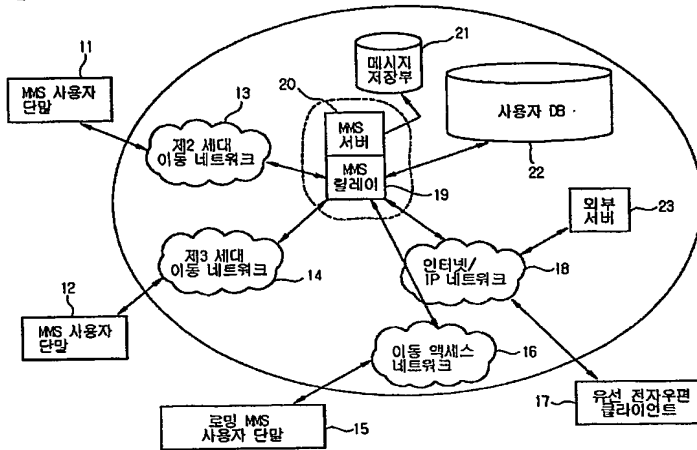 11
MMS 사용자
단말
13
제2 세대
이동 네트워크
20
MMS
서버
MMS
릴레이
19
21
메시지
저장부
사용자 DB
22
외부
서버
23
제3 세대
이동 네트워크
14
12
MMS 사용자
단말
인터넷/
IP 네트워크
18
이동 액세스
네트워크
16
로밍 MMS
사용자 단말
15
17
유선 전자우편
클라이언트